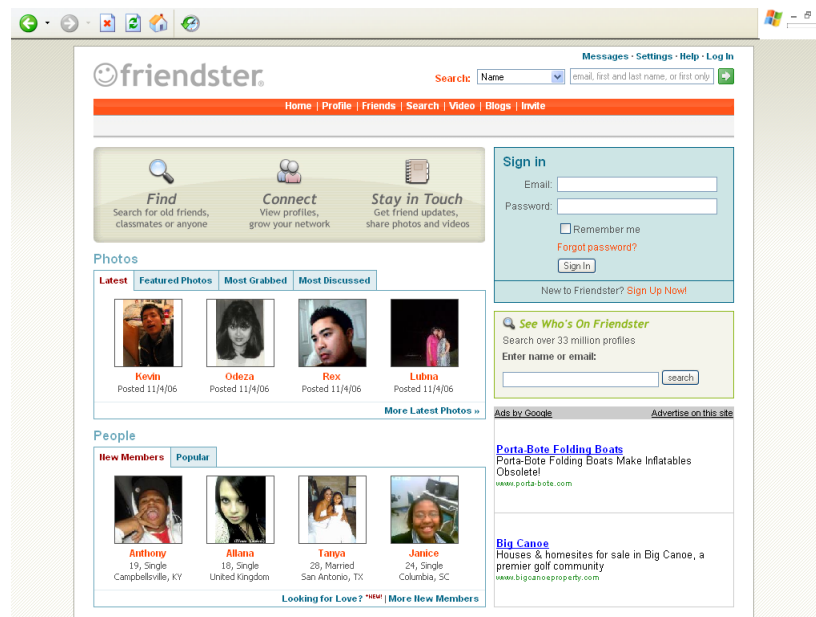 Messages · Settings · Help · Log In
friendster.
Search: Name email, first and last name, or first only
Home | Profile | Friends | Search | Video | Blogs | Invite
Find
Search for old friends,
classmates or anyone
Connect
View profiles,
grow your network
Stay in Touch
Get friend updates,
share photos and videos
Sign in
Email:
Password:
Remember me
Forgot password?
Sign In
New to Friendster? Sign Up Now!
Photos
Latest Featured Photos Most Grabbed Most Discussed
Kevin
Posted 11/4/06
Odeza
Posted 11/4/06
Rex
Posted 11/4/06
Lubna
Posted 11/4/06
More Latest Photos »
See Who's On Friendster
Search over 33 million profiles
Enter name or email:
search
People
New Members Popular
Anthony
19, Single
Campbellsville, KY
Allana
18, Single
United Kingdom
Tanya
28, Married
San Antonio, TX
Janice
24, Single
Columbia, SC
Looking for Love? *NEW! | More New Members
Ads by Google Advertise on this site
Porta-Bote Folding Boats
Porta-Bote Folding Boats Make Inflatables
Obsolete!
www.porta-bote.com
Big Canoe
Houses & homesites for sale in Big Canoe, a
premier golf community
www.bigcanoeproperty.com